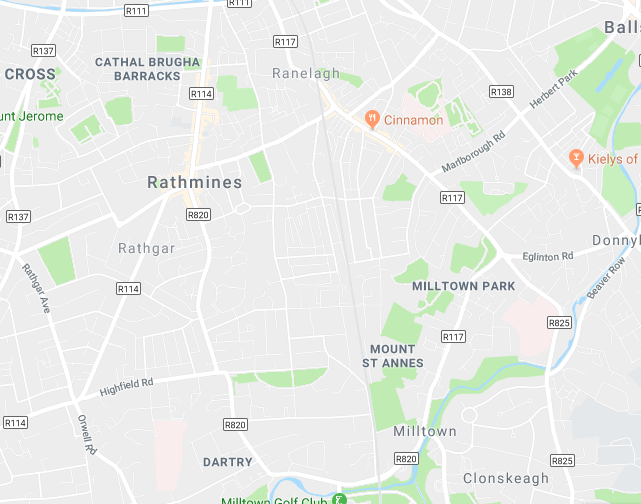 R111
R111
R117
R137
CROSS
CATHAL BRUGHA
BARRACKS
Ranelagh
R114
R138
Herbert Park
Balls
unt Jerome
Cinnamon
Marlborough Rd
Kielys of
Rathmines
R117
R137
R820
Rathgar
Eglinton Rd
Donnyl
Rathgar Ave
R114
MILLTOWN PARK
Beaver Row
R825
R117
MOUNT
ST ANNES
Highfield Rd
R114
Orwell Rd
R820
Milltown
DARTRY
R820
R825
Clonskeagh
Milltown Golf Club